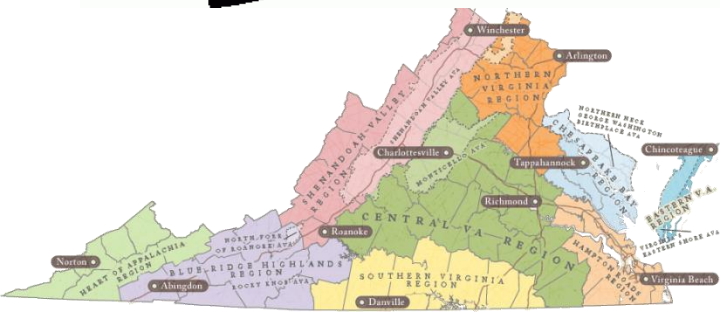 Winchester
Arlington
NORTHERN
VIRGINIA
REGION
SHENANDOAH VALLEY
REGION
SHENANDOAH VALLEY AVA
NORTHERN NECK
GEORGE WASHINGTON
BIRTHPLACE AVA
CHESAPEAKE BAY
REGION
Chincoteague
Charlottesville
MONTICELLO AVA
Tappahannock
EASTERN V.A.
REGION
VIRGINIA
EASTERN SHORE AVA
Richmond
CENTRAL VA REGION
Roanoke
NORTH FORK
OF ROANOKE AVA
HAMPTON ROADS
REGION
Norton
HEART OF APPALACHIA
REGION
BLUE RIDGE HIGHLANDS
REGION
ROCKY KNOB AVA
Abingdon
SOUTHERN VIRGINIA
REGION
Virginia Beach
Danville